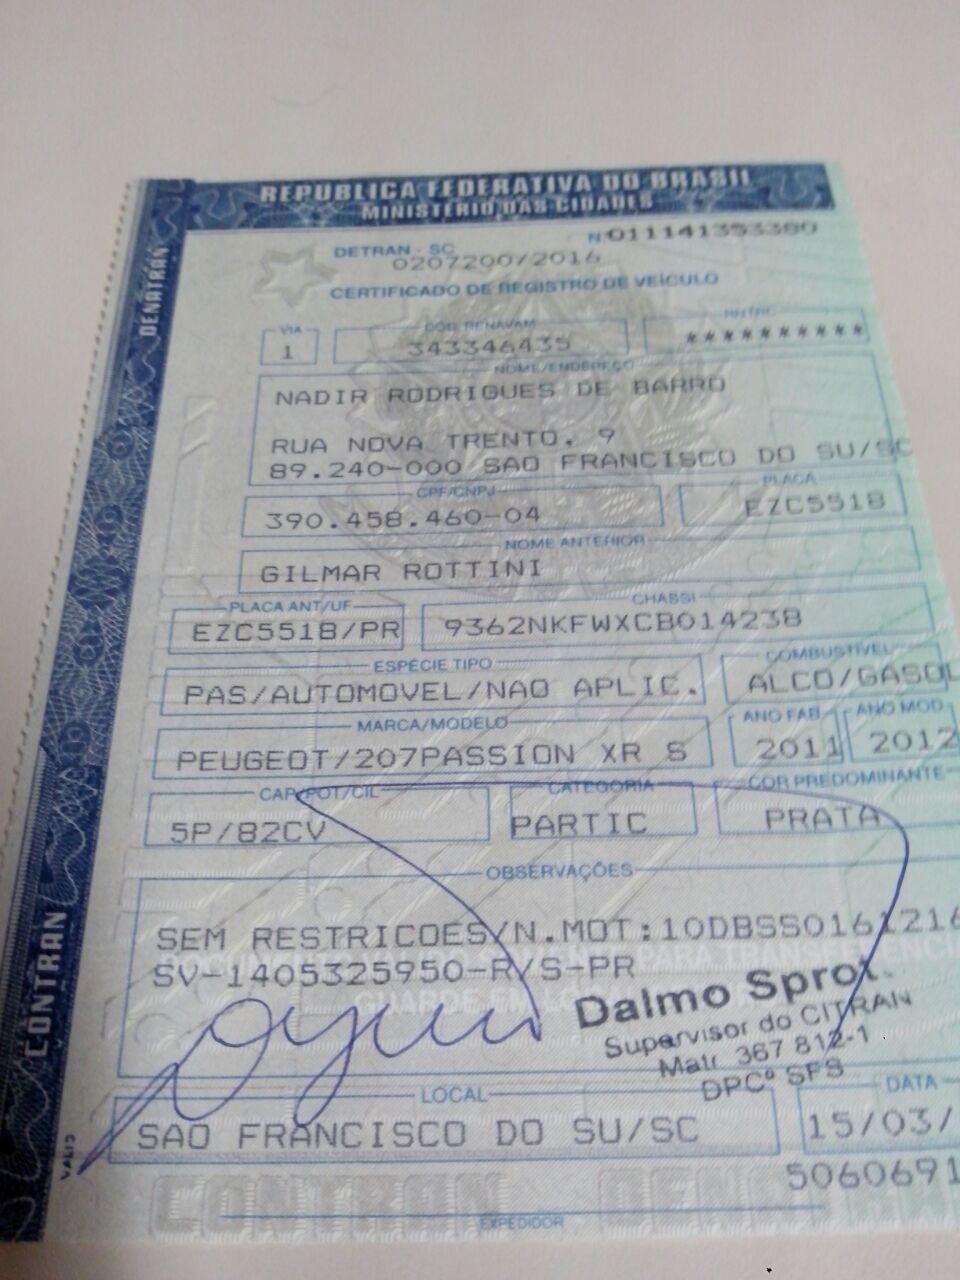 REPUBLICA FEDERATIVA DO BRASIL
MINISTERIO DAS CIDADES
DENATRAN
DETRAN - SC
Nº 011141353380
0207200/2016
CERTIFICADO DE REGISTRO DE VEÍCULO
VIA
COD. RENAVAM
RNTRC
1
343346435
**********
NOME/ENDEREÇO
NADIR RODRIGUES DE BARRO
RUA NOVA TRENTO, 9
89.240-000 SAO FRANCISCO DO SU/SC
CPF/CNPJ
PLACA
390.458.460-04
EZC5518
NOME ANTERIOR
GILMAR ROTTINI
PLACA ANT/UF
CHASSI
EZC5518/PR
9362NKFWXCB014238
ESPÉCIE TIPO
COMBUSTÍVEL
PAS/AUTOMOVEL/NAO APLIC.
ALCO/GASOL
MARCA/MODELO
ANO FAB
ANO MOD
PEUGEOT/207PASSION XR S
2011
2012
CAP/POT/CIL
CATEGORIA
COR PREDOMINANTE
5P/82CV
PARTIC
PRATA
OBSERVAÇÕES
SEM RESTRICOES/N.MOT:10DBSS0161216
SV-1405325950-R/S-PR
Dalmo Sprot
Supervisor do CITRAN
Matr. 367 812-1
DPCº SFS
CONTRAN
LOCAL
DATA
SAO FRANCISCO DO SU/SC
15/03/
5060691
CONTRAN
EXPEDIDOR